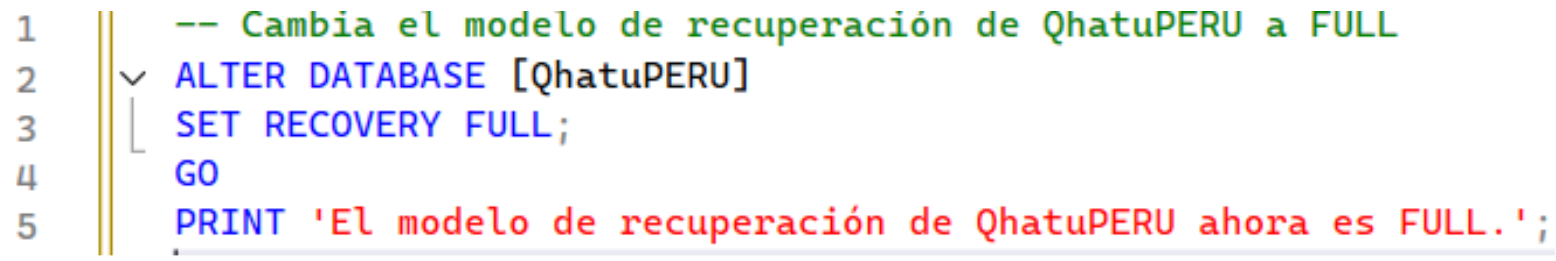 1 -- Cambia el modelo de recuperación de QhatuPERU a FULL
2 ALTER DATABASE [QhatuPERU]
3 SET RECOVERY FULL;
4 GO
5 PRINT 'El modelo de recuperación de QhatuPERU ahora es FULL.';